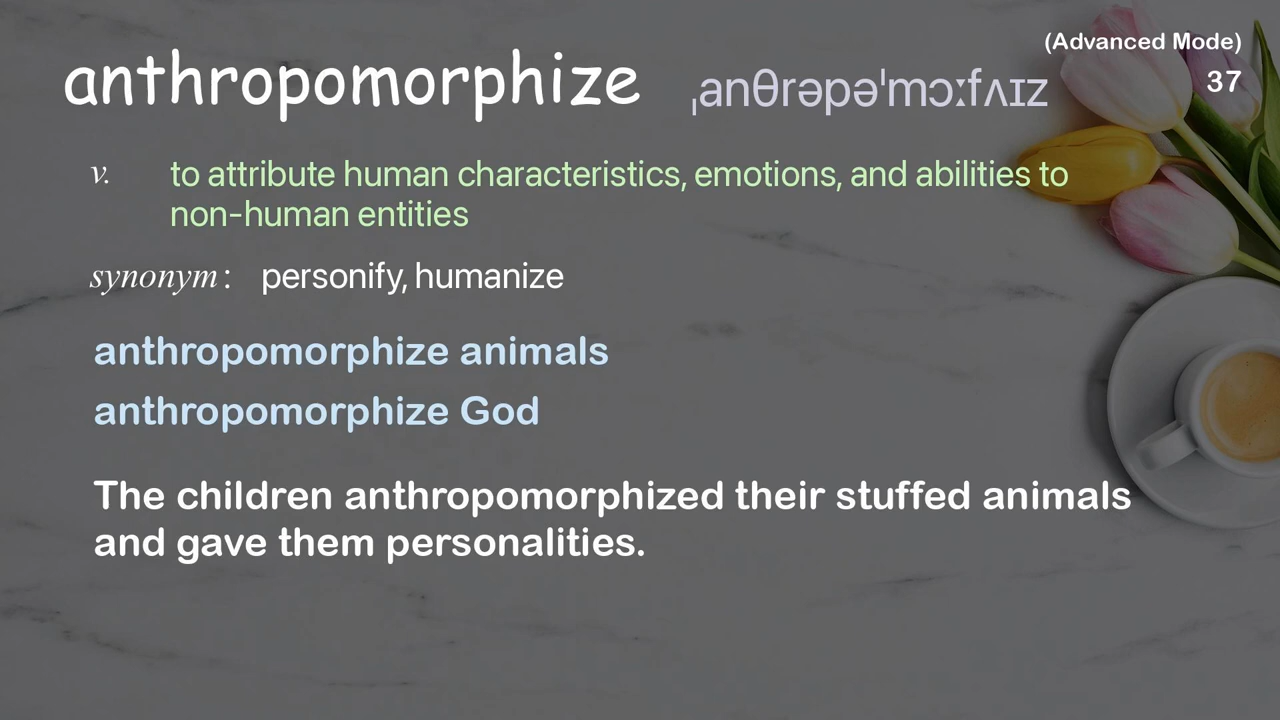 (Advanced Mode)
anthropomorphize ˌanθrəpəˈmɔːfʌɪz 37
v. to attribute human characteristics, emotions, and abilities to
non-human entities
synonym : personify, humanize
anthropomorphize animals
anthropomorphize God
The children anthropomorphized their stuffed animals
and gave them personalities.